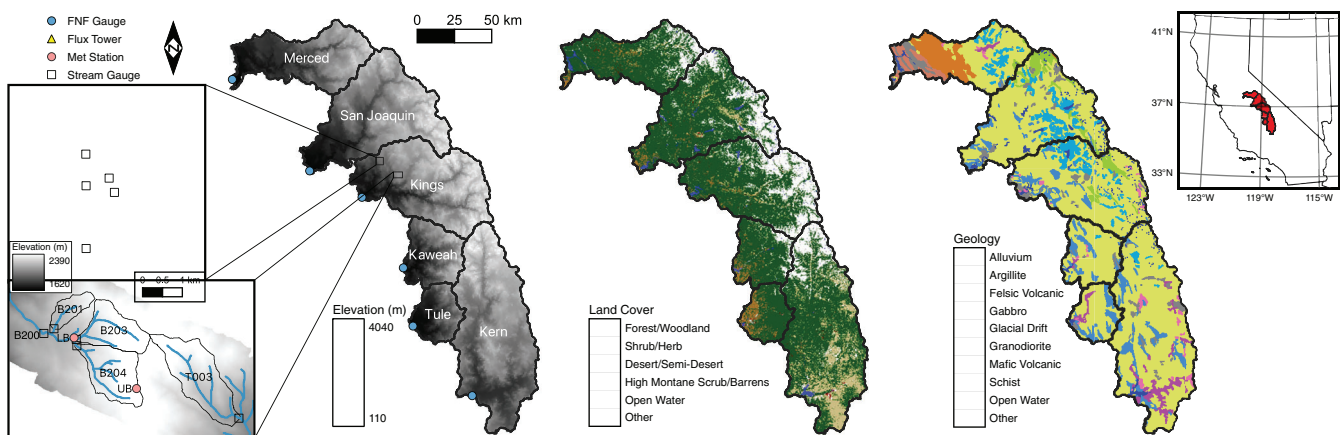 FNF Gauge
Flux Tower
Met Station
Stream Gauge
N
0 25 50 km
Merced
San Joaquin
Kings
Kaweah
Tule
Kern
Elevation (m)
2390
1620
0 0.5 1 km
B201
B200
B203
LB
B204
UB
T003
Elevation (m)
4040
110
Land Cover
Forest/Woodland
Shrub/Herb
Desert/Semi-Desert
High Montane Scrub/Barrens
Open Water
Other
Geology
Alluvium
Argillite
Felsic Volcanic
Gabbro
Glacial Drift
Granodiorite
Mafic Volcanic
Schist
Open Water
Other
41°N
37°N
33°N
123°W 119°W 115°W